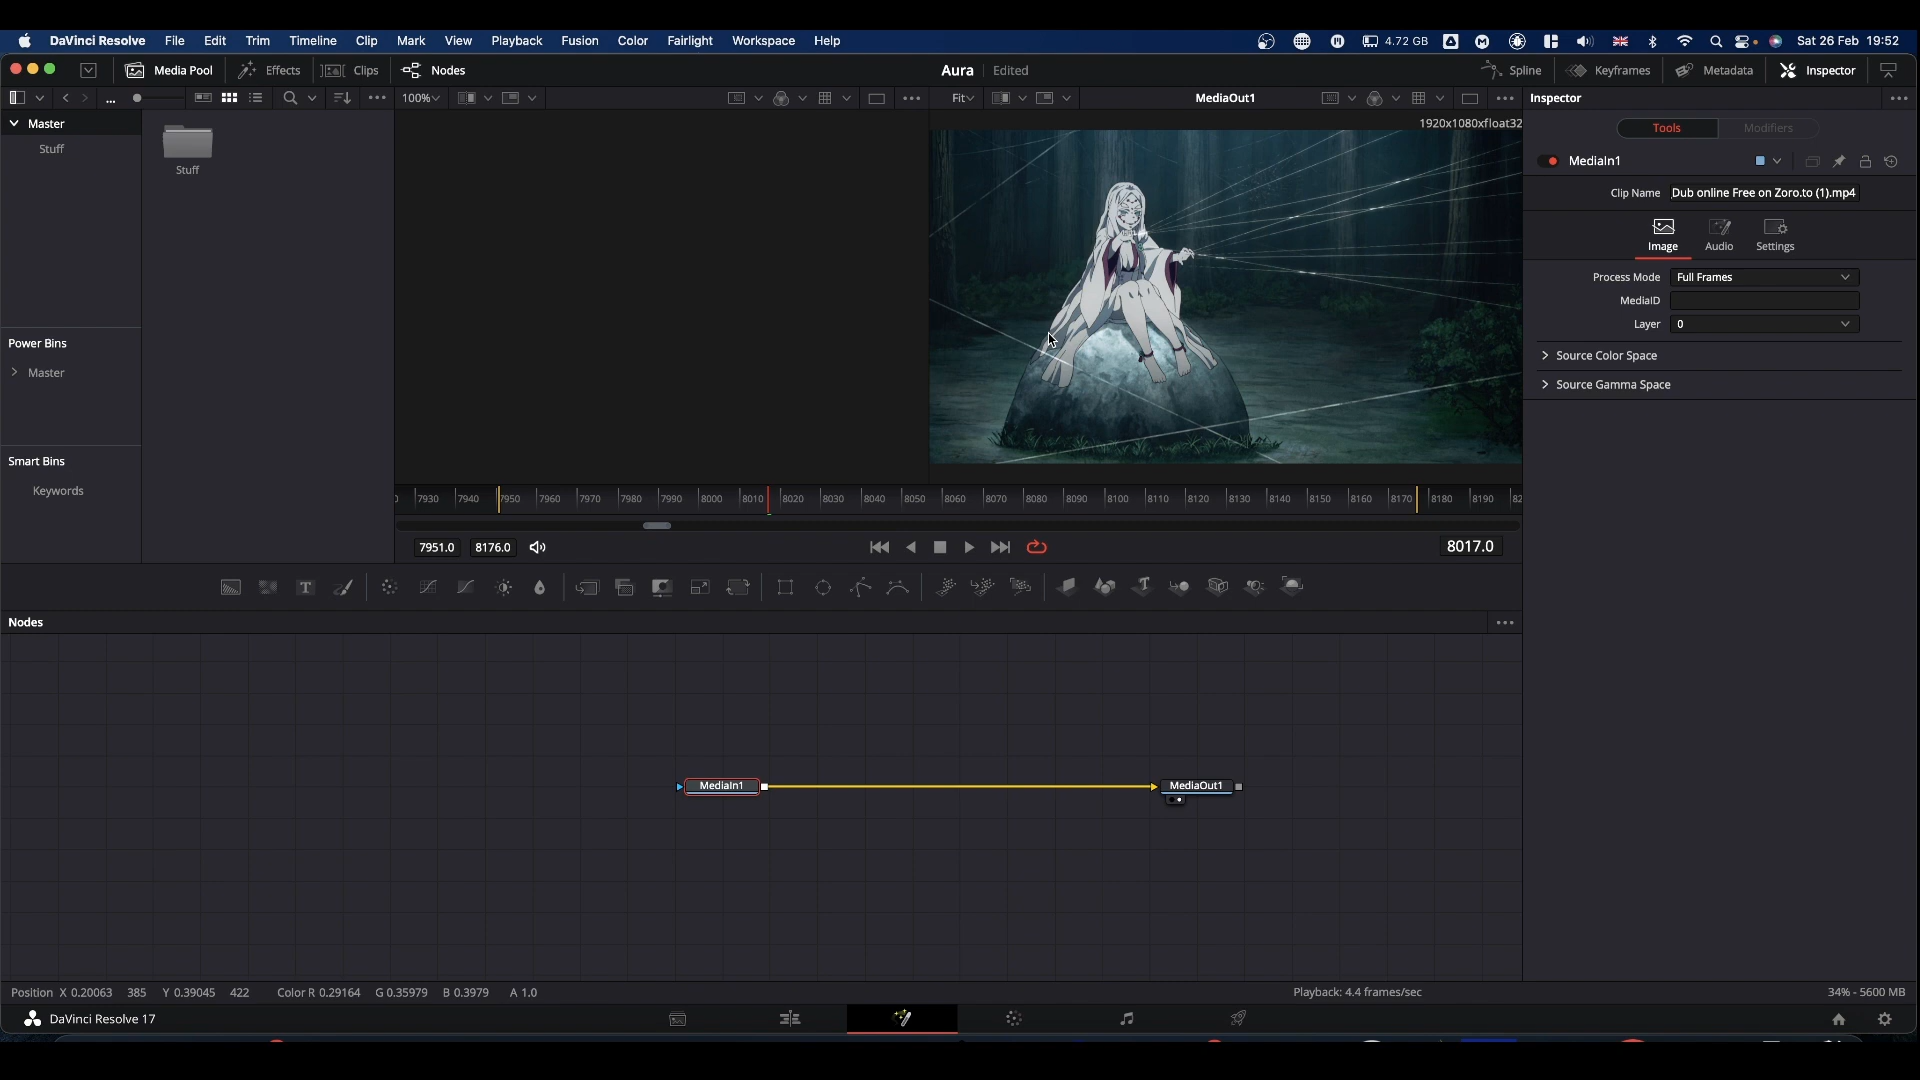 DaVinci Resolve File Edit Trim Timeline Clip Mark View Playback Fusion Color Fairlight Workspace Help 4.72 GB Sat 26 Feb 19:52
Media Pool Effects Clips Nodes Aura Edited Spline Keyframes Metadata Inspector
... 100% Fit MediaOut1 Inspector
Master
Stuff
Stuff
1920x1080xfloat32
Tools Modifiers
MediaIn1
Clip Name Dub online Free on Zoro.to (1).mp4
Image Audio Settings
Process Mode Full Frames
MediaID
Layer 0
Source Color Space
Source Gamma Space
Power Bins
Master
Smart Bins
Keywords
7930 7940 7950 7960 7970 7980 7990 8000 8010 8020 8030 8040 8050 8060 8070 8080 8090 8100 8110 8120 8130 8140 8150 8160 8170 8180 8190 82
7951.0 8176.0 8017.0
Nodes
MediaIn1 MediaOut1
Position X 0.20063 385 Y 0.39045 422 Color R 0.29164 G 0.35979 B 0.3979 A 1.0 Playback: 4.4 frames/sec 34% - 5600 MB
DaVinci Resolve 17